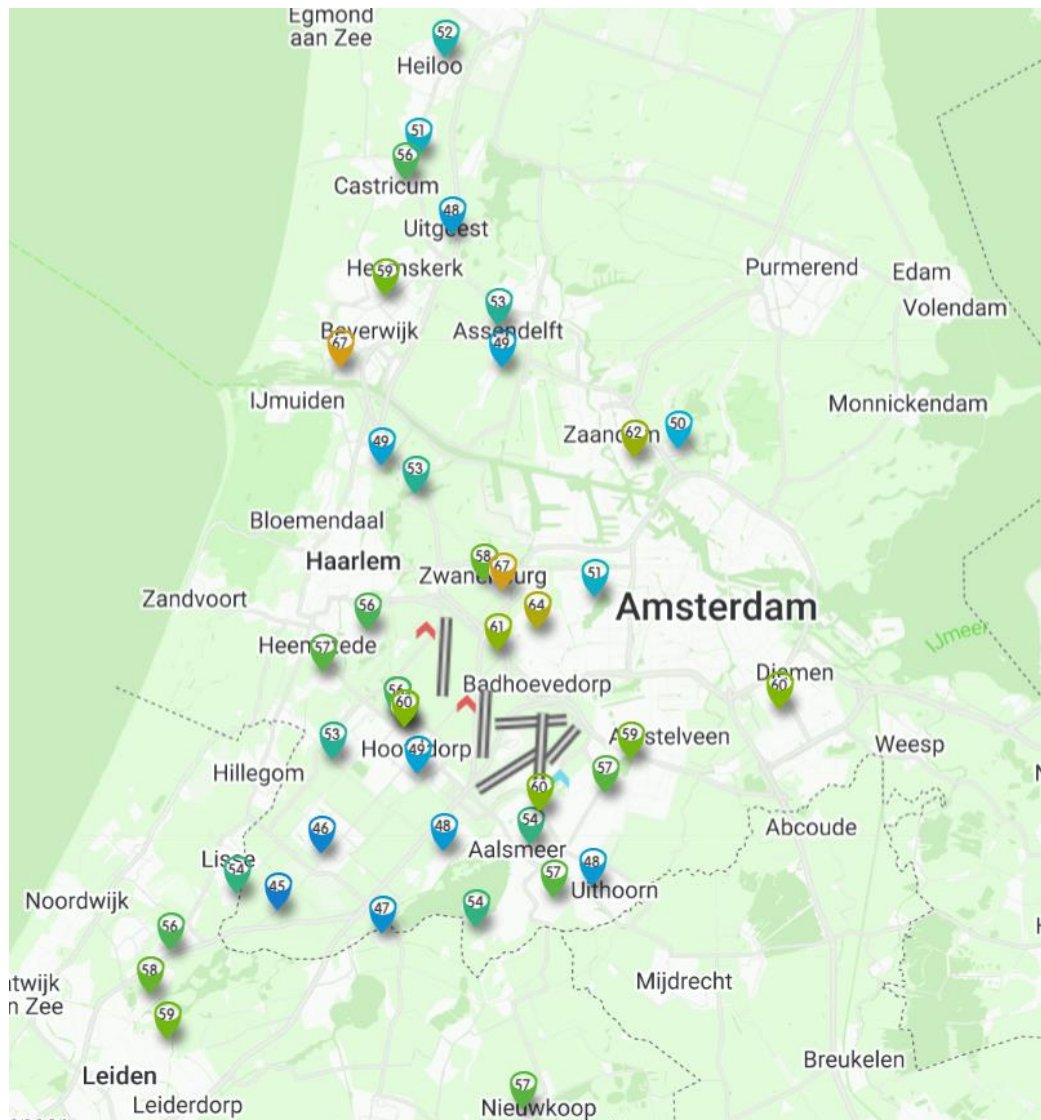 Egmond
aan Zee
52
Heiloo
51
56
Castricum
48
Uitgeest
59
Heemskerk
Purmerend
Edam
Volendam
53
Beverwijk
Assendelft
67
49
IJmuiden
Monnickendam
62
Zaandam
50
49
53
Bloemendaal
Haarlem
58
67
Zwanenburg
51
Zandvoort
56
64
Amsterdam
61
57
Heemstede
IJmeer
Badhoevedorp
Diemen
60
56
60
53
Hoofddorp
49
59
Amstelveen
Weesp
Hillegom
57
60
46
48
54
Aalsmeer
Abcoude
Lisse
54
45
57
48
Uithoorn
Noordwijk
47
54
56
58
Mijdrecht
59
Breukelen
Leiden
57
Leiderdorp
Nieuwkoop